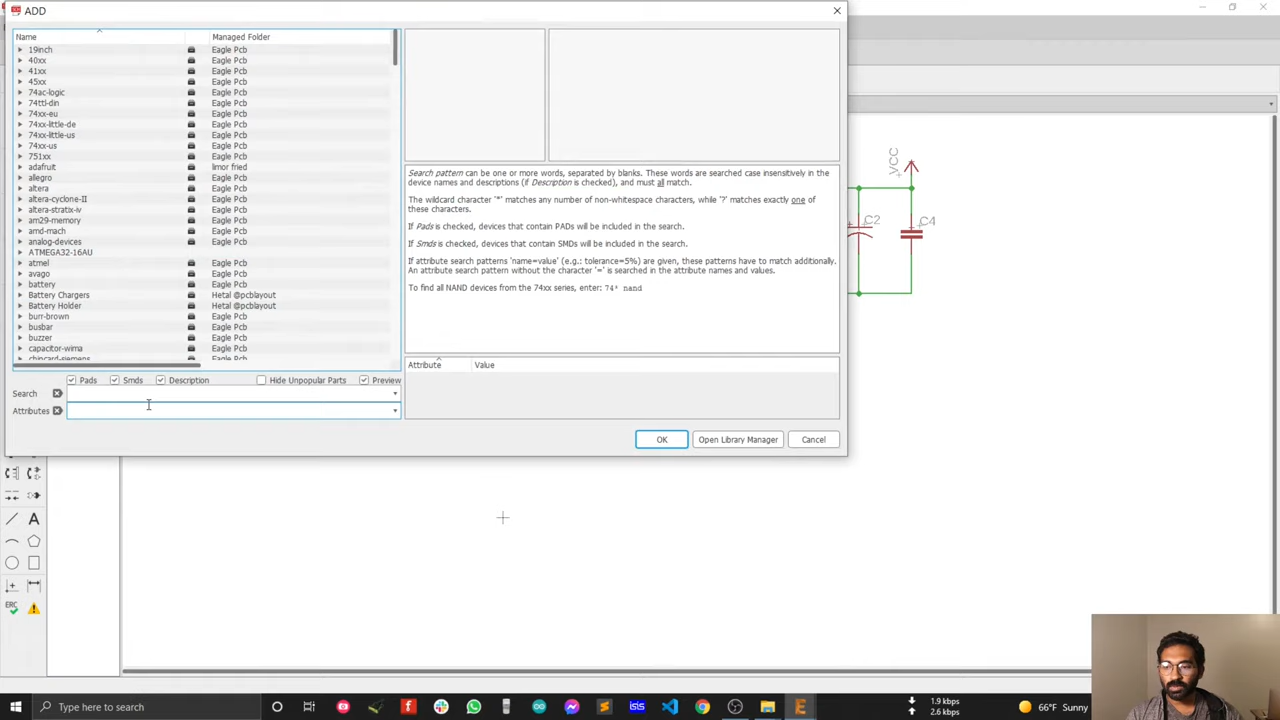 ADD
Name Managed Folder
19inch Eagle Pcb
40xx Eagle Pcb
41xx Eagle Pcb
45xx Eagle Pcb
74ac-logic Eagle Pcb
74ttl-din Eagle Pcb
74xx-eu Eagle Pcb
74xx-little-de Eagle Pcb
74xx-little-us Eagle Pcb
74xx-us Eagle Pcb
751xx Eagle Pcb
adafruit limor fried
allegro Eagle Pcb
altera Eagle Pcb
altera-cyclone-II Eagle Pcb
altera-stratix-iv Eagle Pcb
am29-memory Eagle Pcb
amd-mach Eagle Pcb
analog-devices Eagle Pcb
ATMEGA32-16AU
atmel Eagle Pcb
avago Eagle Pcb
battery Eagle Pcb
Battery Chargers Hetal @pcblayout
Battery Holder Hetal @pcblayout
burr-brown Eagle Pcb
busbar Eagle Pcb
buzzer Eagle Pcb
capacitor-wima Eagle Pcb
chipcard-siemens Eagle Pcb
Pads Smds Description Hide Unpopular Parts Preview
Search
Attributes
Search pattern can be one or more words, separated by blanks. These words are searched case insensitively in the
device names and descriptions (if Description is checked), and must all match.
The wildcard character '*' matches any number of non-whitespace characters, while '?' matches exactly one of
these characters.
If Pads is checked, devices that contain PADs will be included in the search.
If Smds is checked, devices that contain SMDs will be included in the search.
If attribute search patterns 'name=value' (e.g.: tolerance=5%) are given, these patterns have to match additionally.
An attribute search pattern without the character '=' is searched in the attribute names and values.
To find all NAND devices from the 74xx series, enter: 74* nand
Attribute Value
OK Open Library Manager Cancel
VCC
C2
C4
ERC
Type here to search
isis
1.9 kbps
2.6 kbps
66°F Sunny